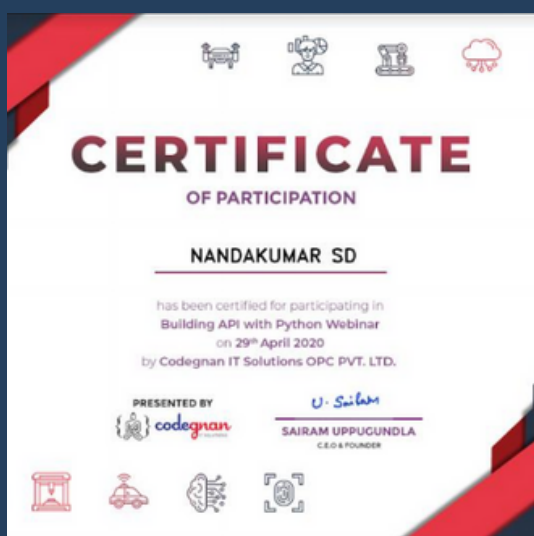 CERTIFICATE
OF PARTICIPATION
NANDAKUMAR SD
has been certified for participating in
Building API with Python Webinar
on 29th April 2020
by Codegnan IT Solutions OPC PVT. LTD.
PRESENTED BY
codegnan
U. Sailam
SAIRAM UPPUGUNDLA
C.E.O & FOUNDER